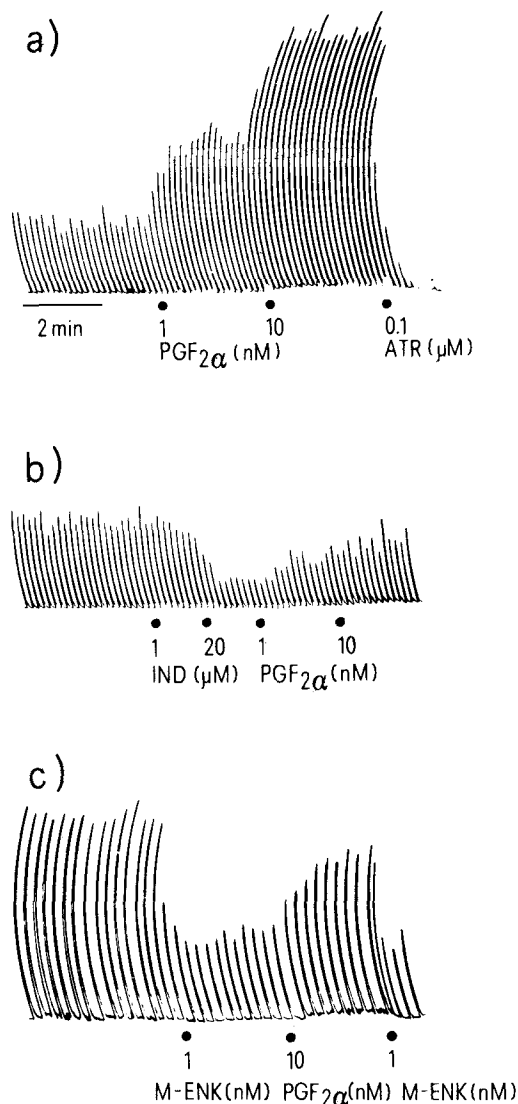 a)
2 min
1 10 0.1
PGF2α (nM) ATR (μM)
b)
1 20 1 10
IND (μM) PGF2α (nM)
c)
1 10 1
M-ENK(nM) PGF2α(nM) M-ENK(nM)